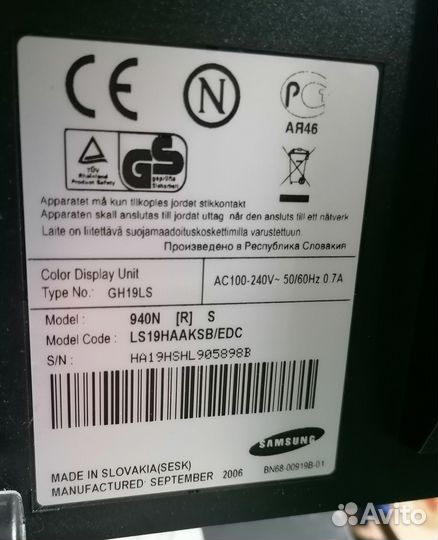 CE N PC
АЯ46
TÜV
Rheinland
Product Safety
GS
geprüfte
Sicherheit
Apparatet må kun tilkoples jordet stikkontakt
Apparaten skall anslutas till jordat uttag när den ansluts till ett nätverk
Laite on liitettävä suojamaadoituskoskettimilla varustettuun
Произведено в Республика Словакия
Color Display Unit
Type No.: GH19LS
AC100-240V~ 50/60Hz 0.7A
Model : 940N [R] S
Model Code : LS19HAAKSB/EDC
S/N : HA19HSHL905898B
SAMSUNG
MADE IN SLOVAKIA(SESK)
MANUFACTURED: SEPTEMBER 2006
BN68-00919B-01
Avito